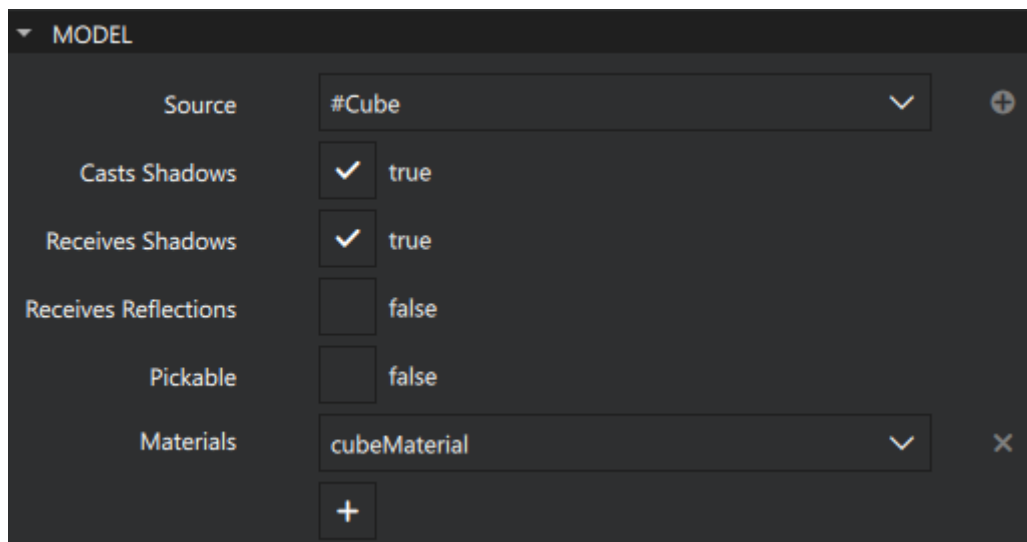 MODEL
Source #Cube
Casts Shadows true
Receives Shadows true
Receives Reflections false
Pickable false
Materials cubeMaterial